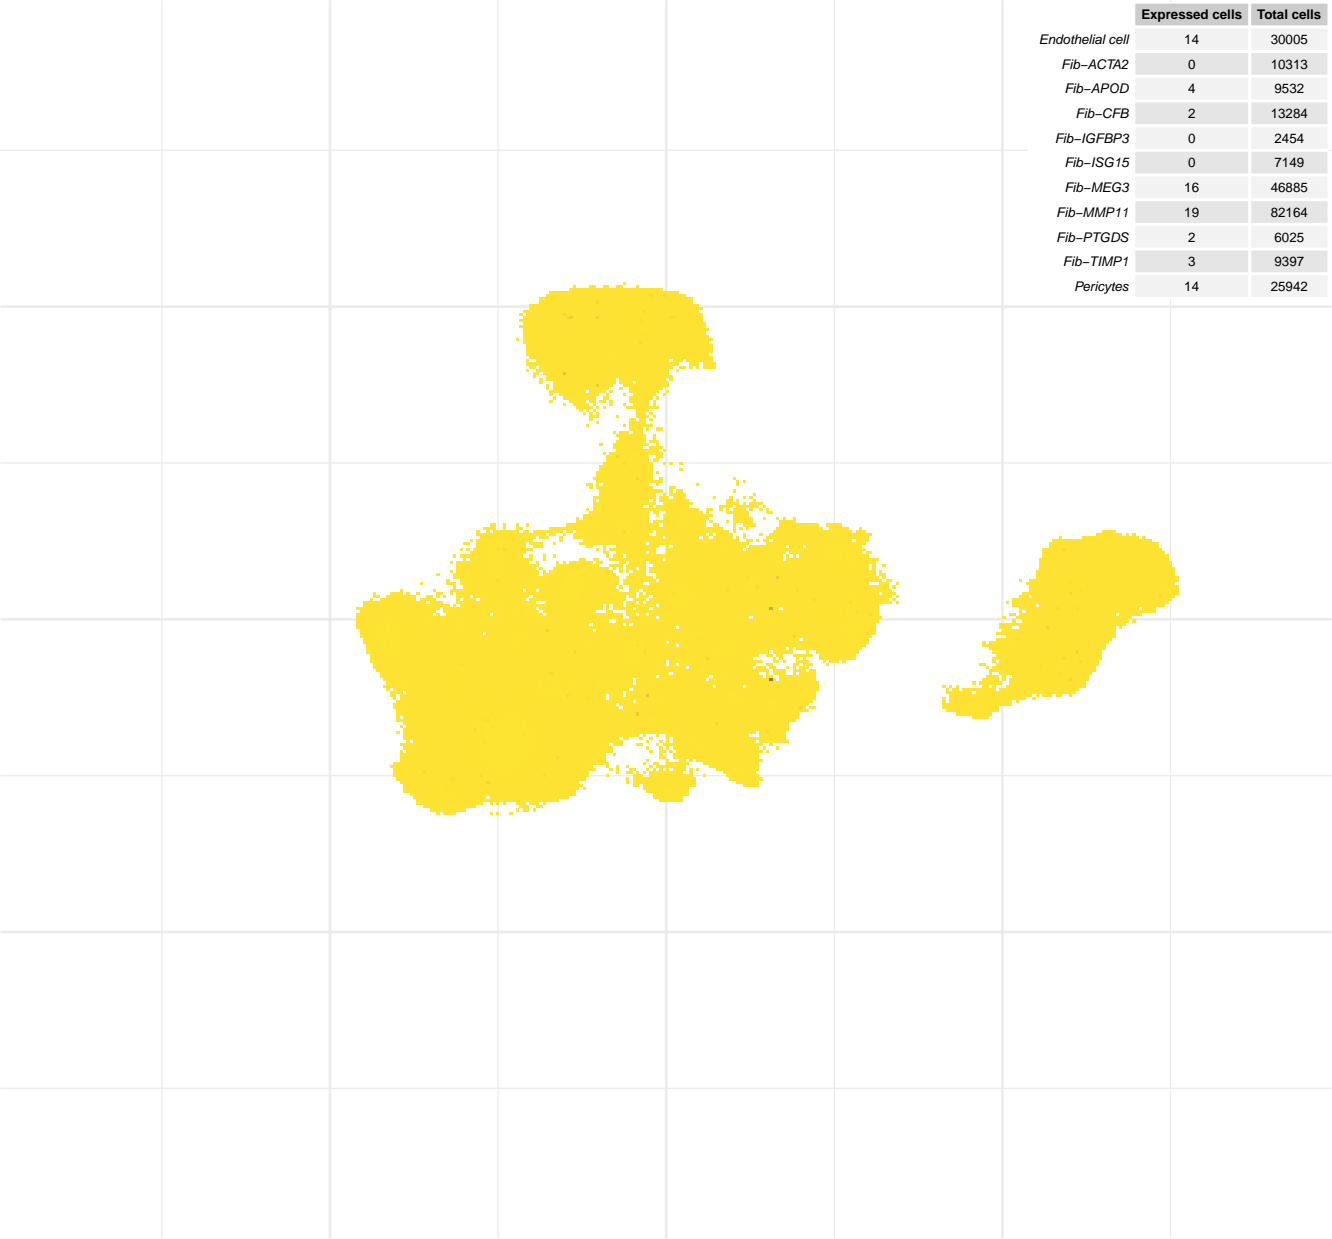 Expressed cells Total cells
Endothelial cell 14 30005
Fib−ACTA2 0 10313
Fib−APOD 4 9532
Fib−CFB 2 13284
Fib−IGFBP3 0 2454
Fib−ISG15 0 7149
Fib−MEG3 16 46885
Fib−MMP11 19 82164
Fib−PTGDS 2 6025
Fib−TIMP1 3 9397
Pericytes 14 25942